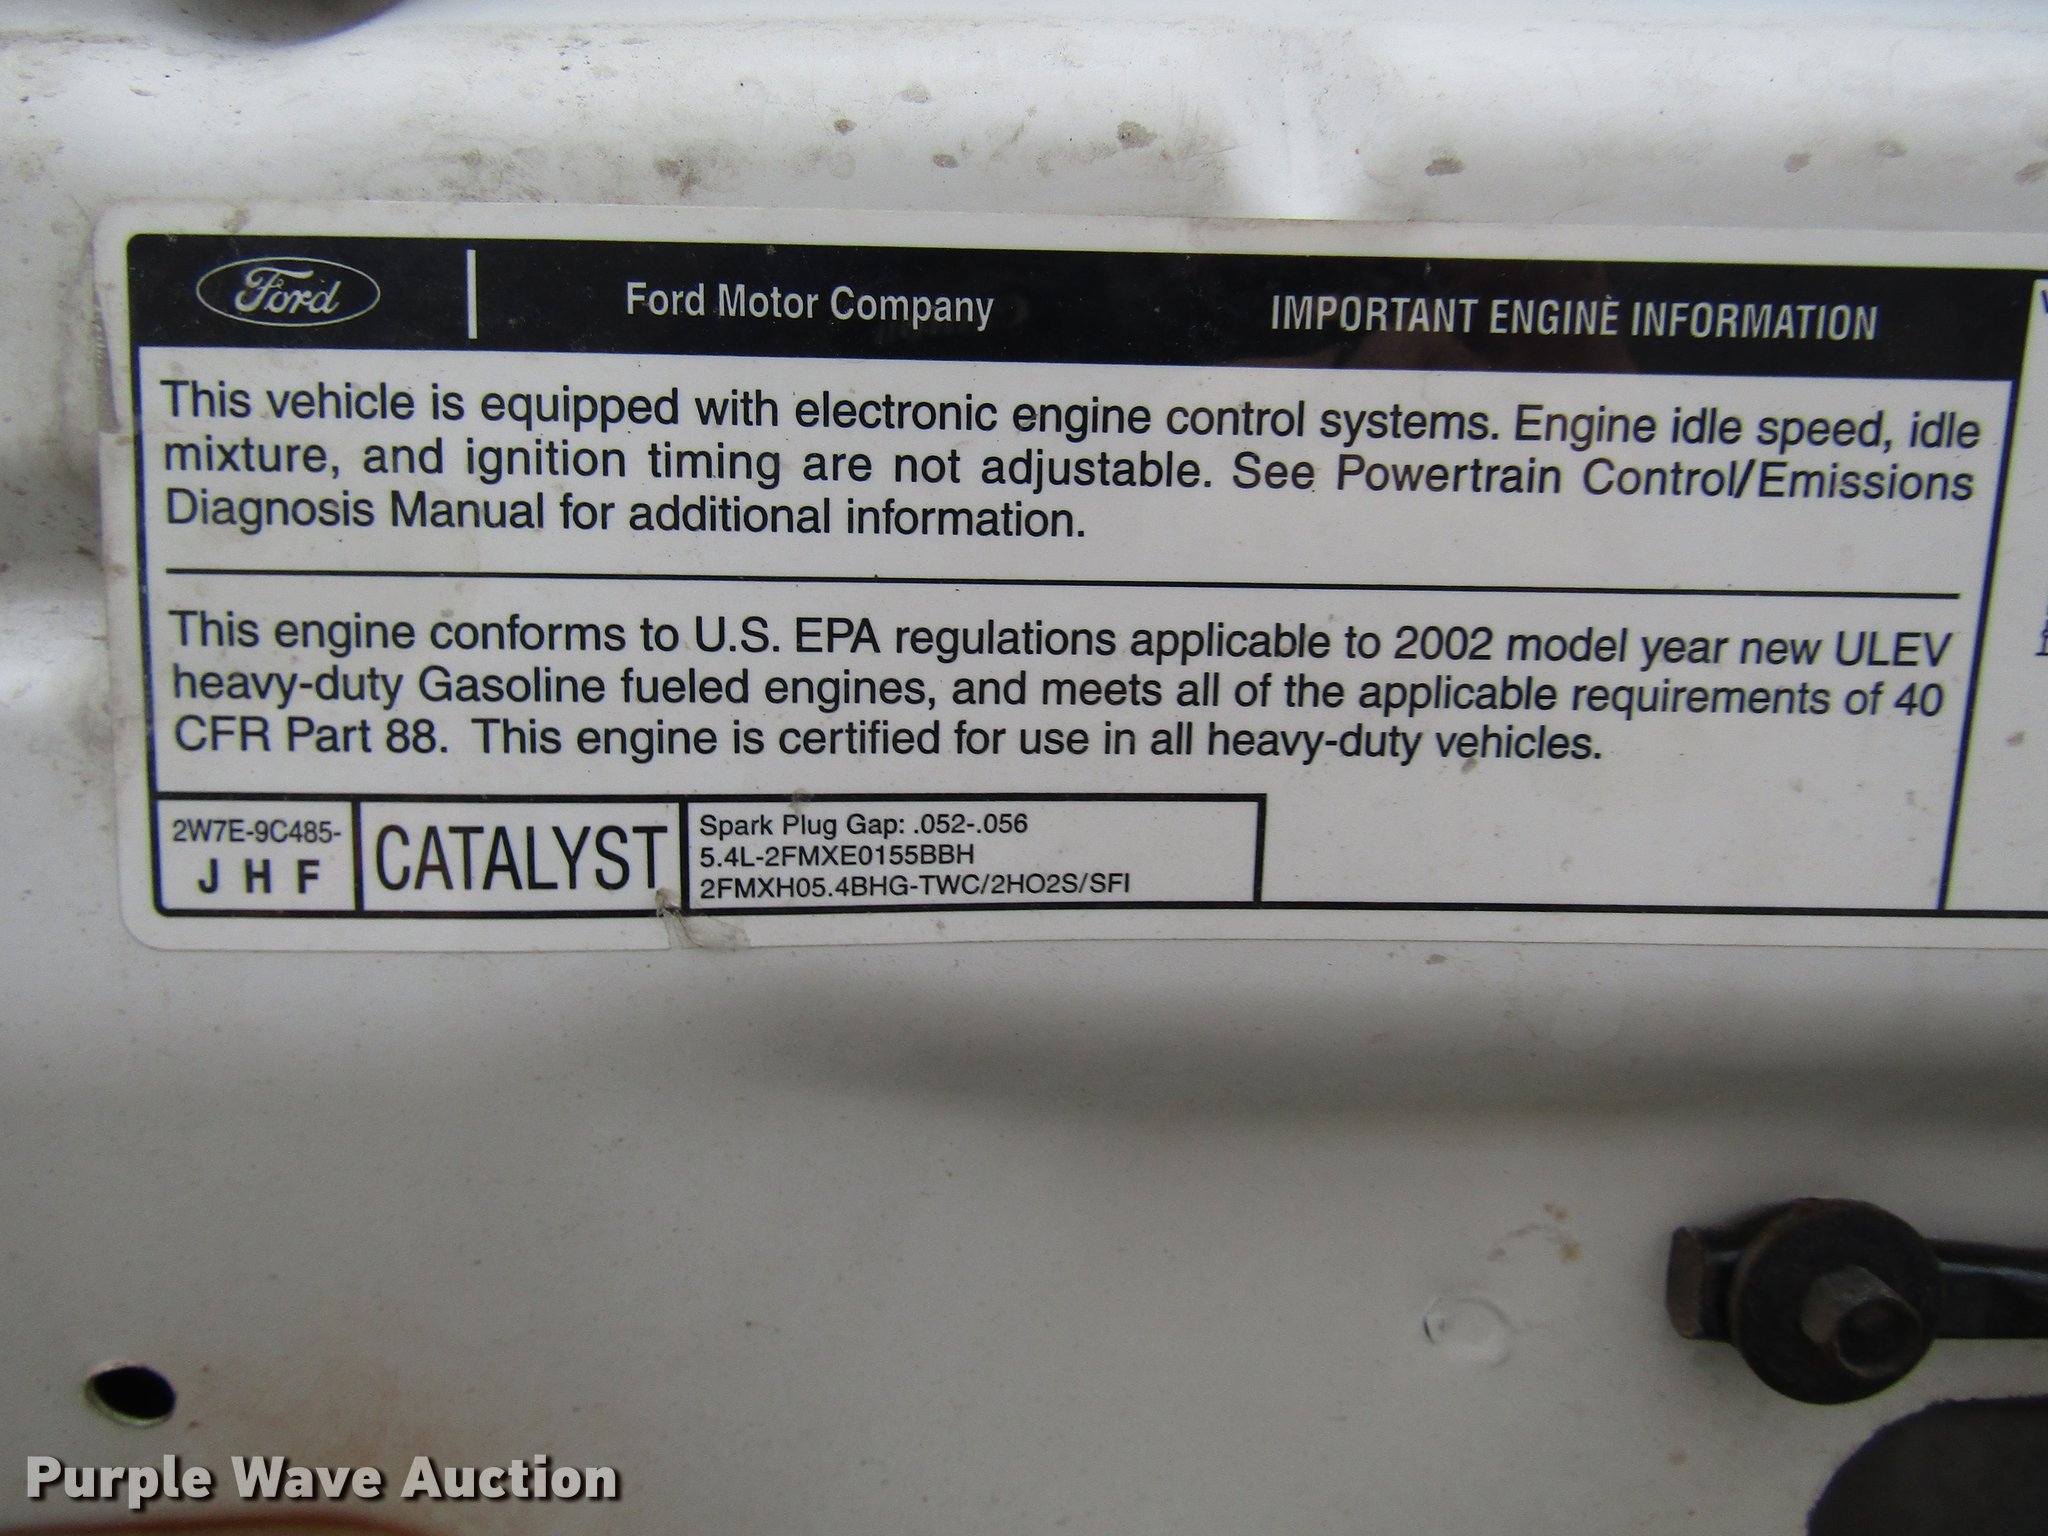 Ford
Ford Motor Company
IMPORTANT ENGINE INFORMATION
This vehicle is equipped with electronic engine control systems. Engine idle speed, idle
mixture, and ignition timing are not adjustable. See Powertrain Control/Emissions
Diagnosis Manual for additional information.
This engine conforms to U.S. EPA regulations applicable to 2002 model year new ULEV
heavy-duty Gasoline fueled engines, and meets all of the applicable requirements of 40
CFR Part 88. This engine is certified for use in all heavy-duty vehicles.
2W7E-9C485-
J H F
CATALYST
Spark Plug Gap: .052-.056
5.4L-2FMXE0155BBH
2FMXH05.4BHG-TWC/2HO2S/SFI
Purple Wave Auction